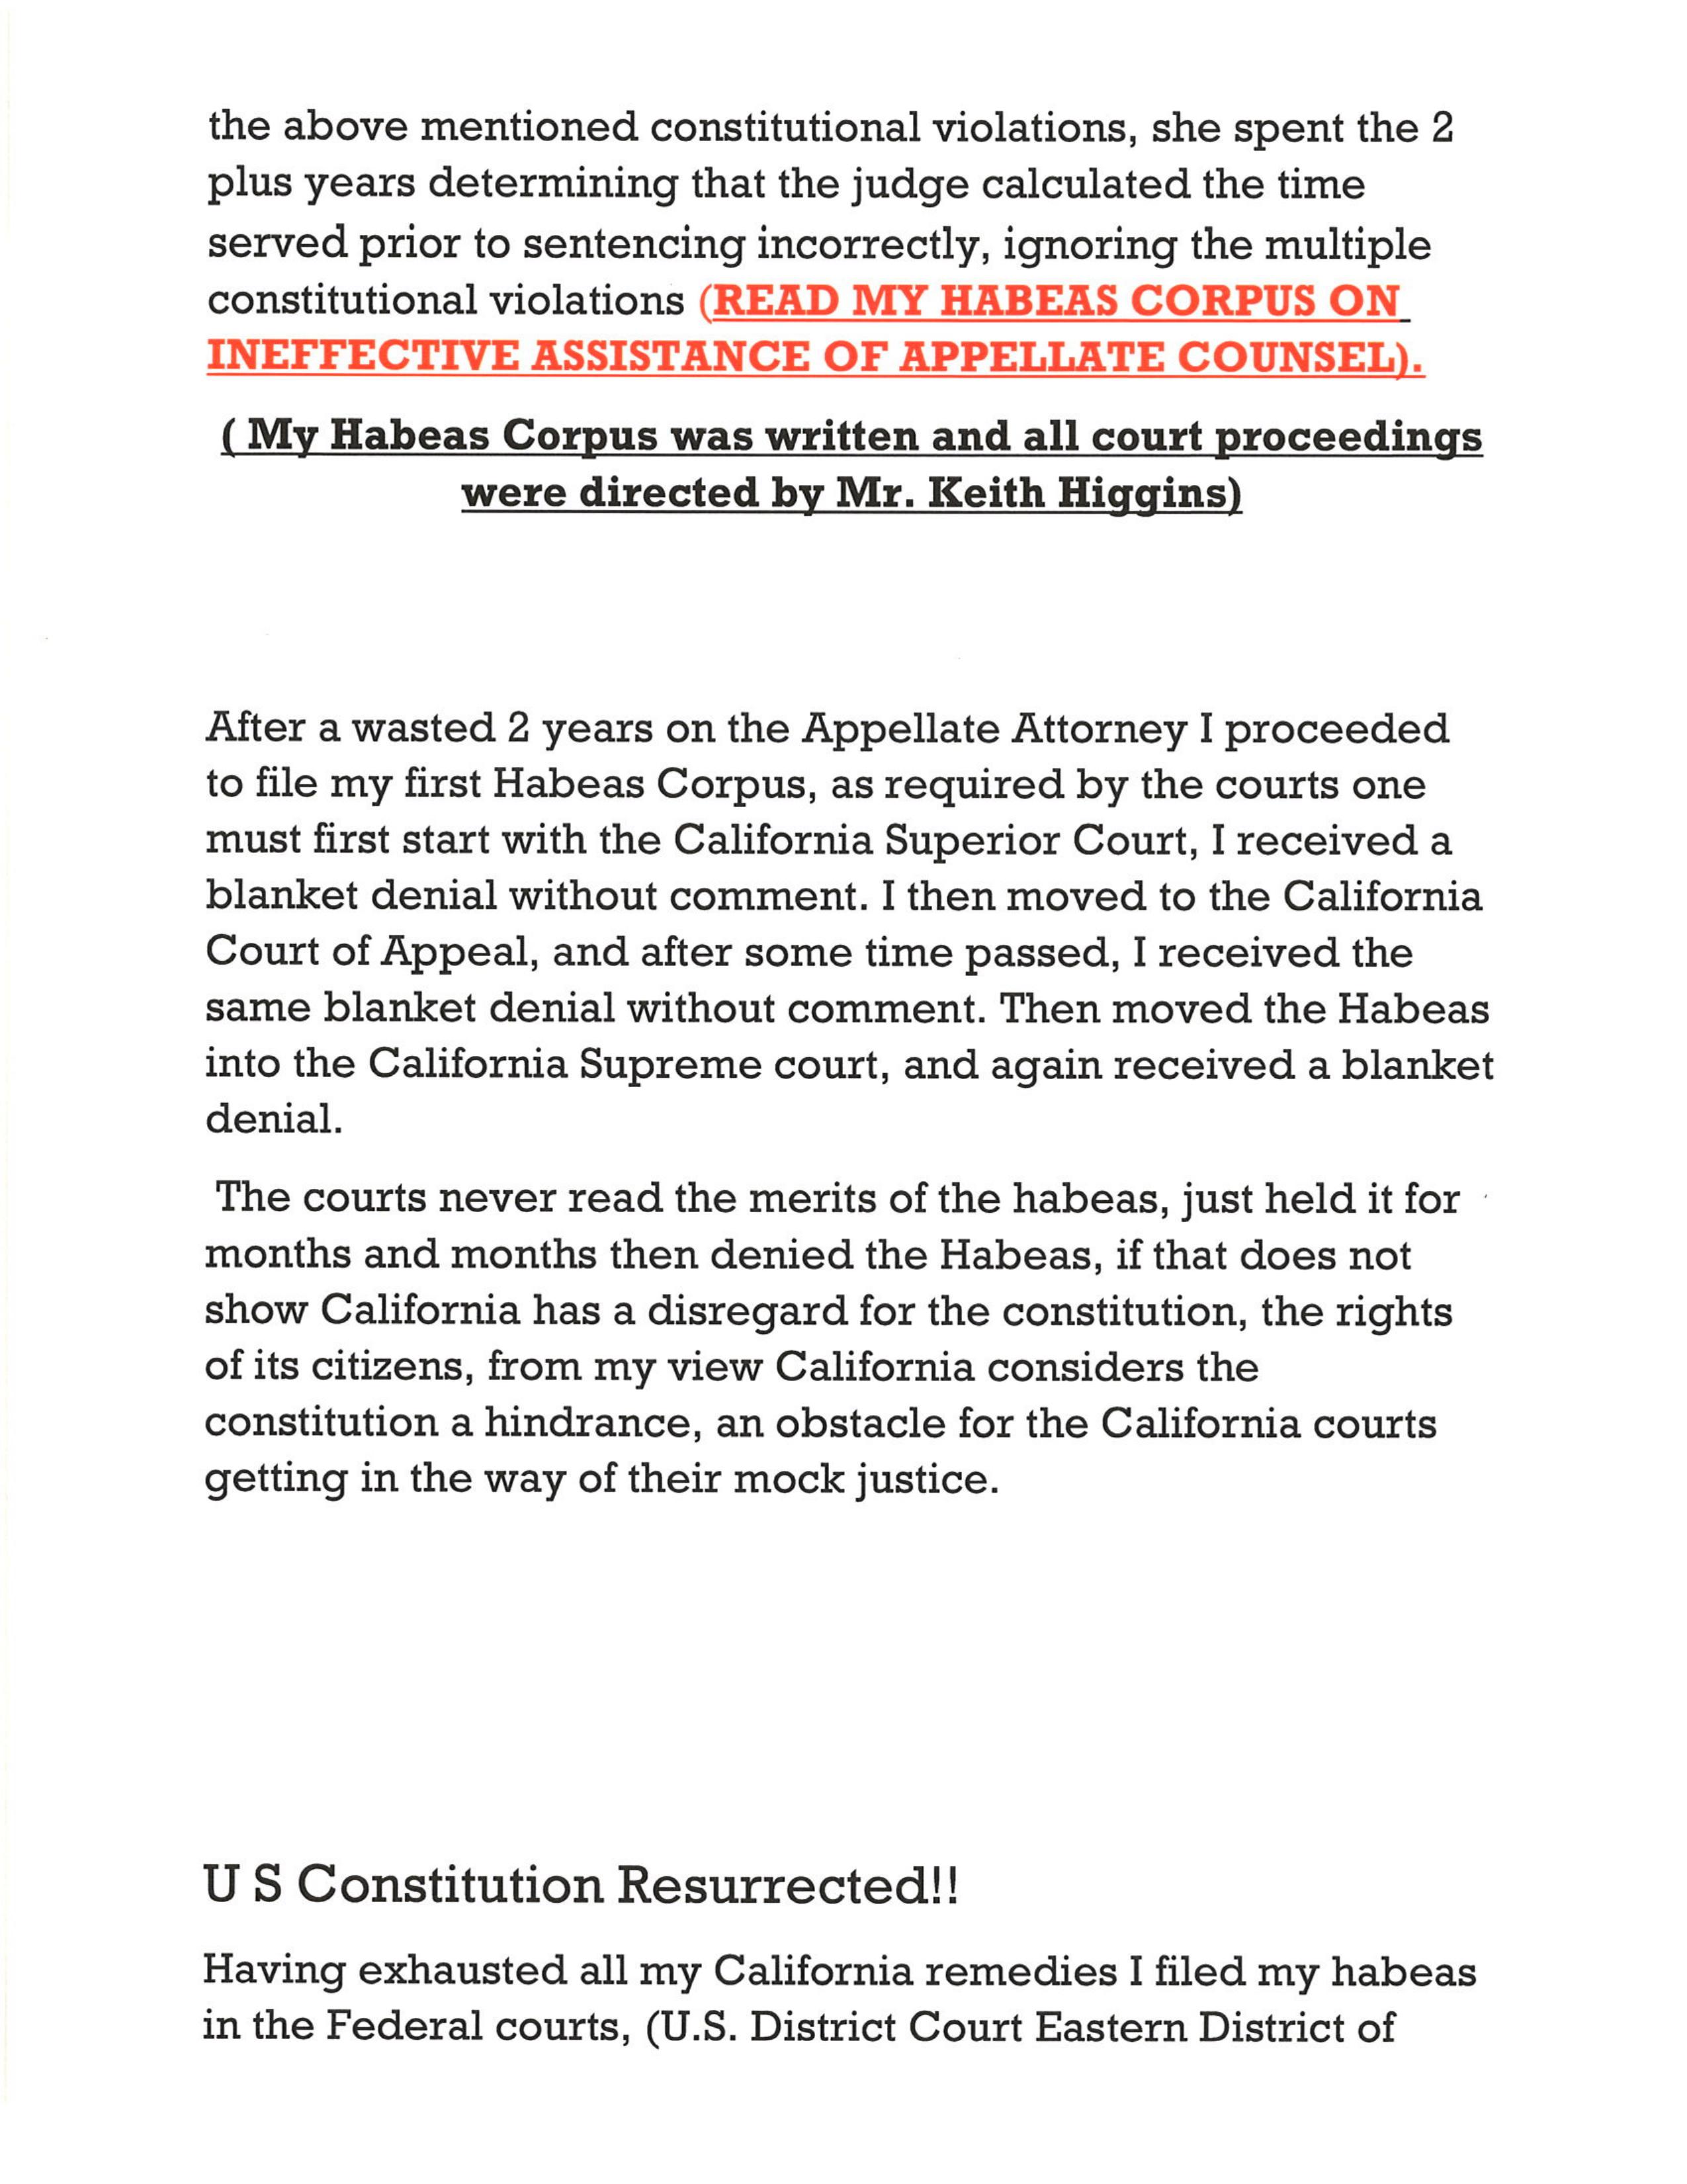 the above mentioned constitutional violations, she spent the 2
plus years determining that the judge calculated the time
served prior to sentencing incorrectly, ignoring the multiple
constitutional violations (READ MY HABEAS CORPUS ON
INEFFECTIVE ASSISTANCE OF APPELLATE COUNSEL).
( My Habeas Corpus was written and all court proceedings
were directed by Mr. Keith Higgins)
After a wasted 2 years on the Appellate Attorney I proceeded
to file my first Habeas Corpus, as required by the courts one
must first start with the California Superior Court, I received a
blanket denial without comment. I then moved to the California
Court of Appeal, and after some time passed, I received the
same blanket denial without comment. Then moved the Habeas
into the California Supreme court, and again received a blanket
denial.
The courts never read the merits of the habeas, just held it for
months and months then denied the Habeas, if that does not
show California has a disregard for the constitution, the rights
of its citizens, from my view California considers the
constitution a hindrance, an obstacle for the California courts
getting in the way of their mock justice.
U S Constitution Resurrected!!
Having exhausted all my California remedies I filed my habeas
in the Federal courts, (U.S. District Court Eastern District of